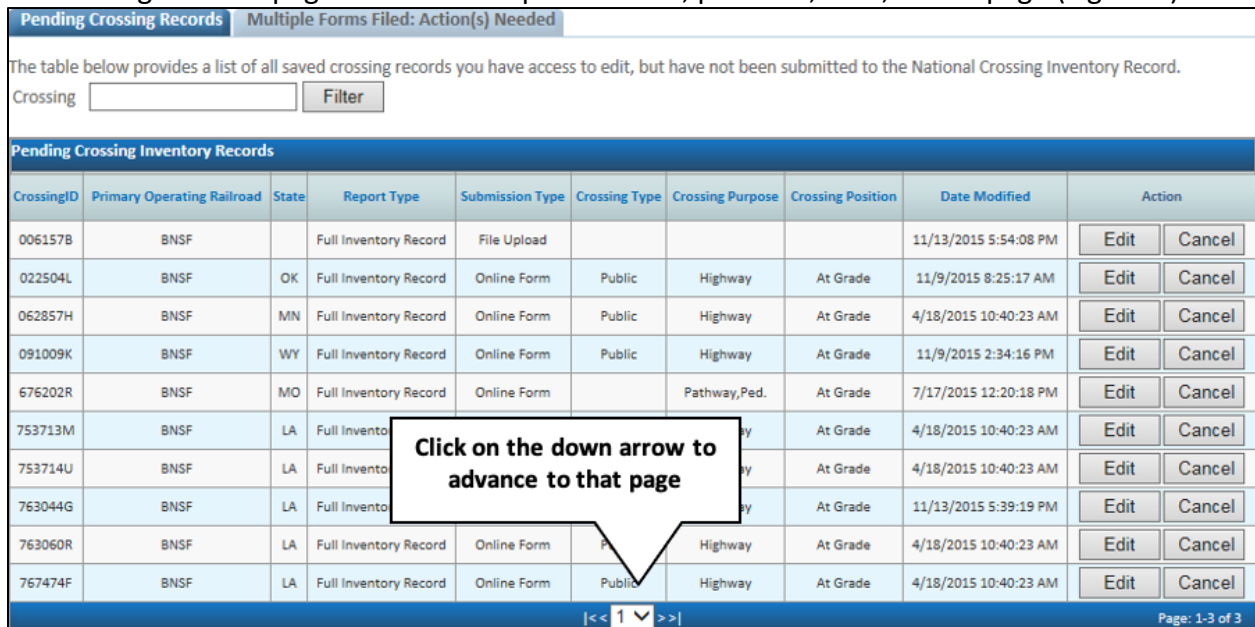 Pending Crossing Records Multiple Forms Filed: Action(s) Needed
The table below provides a list of all saved crossing records you have access to edit, but have not been submitted to the National Crossing Inventory Record.
Crossing Filter
Pending Crossing Inventory Records
CrossingID Primary Operating Railroad State Report Type Submission Type Crossing Type Crossing Purpose Crossing Position Date Modified Action
006157B BNSF Full Inventory Record File Upload 11/13/2015 5:54:08 PM Edit Cancel
022504L BNSF OK Full Inventory Record Online Form Public Highway At Grade 11/9/2015 8:25:17 AM Edit Cancel
062857H BNSF MN Full Inventory Record Online Form Public Highway At Grade 4/18/2015 10:40:23 AM Edit Cancel
091009K BNSF WY Full Inventory Record Online Form Public Highway At Grade 11/9/2015 2:34:16 PM Edit Cancel
676202R BNSF MO Full Inventory Record Online Form Pathway,Ped. At Grade 7/17/2015 12:20:18 PM Edit Cancel
753713M BNSF LA Full At Grade 4/18/2015 10:40:23 AM Edit Cancel
753714U BNSF LA Full At Grade 4/18/2015 10:40:23 AM Edit Cancel
763044G BNSF LA Full At Grade 11/13/2015 5:39:19 PM Edit Cancel
Click on the down arrow to
advance to that page
763060R BNSF LA Full Inventory Record Online Form Highway At Grade 4/18/2015 10:40:23 AM Edit Cancel
767474F BNSF LA Full Inventory Record Online Form Public Highway At Grade 4/18/2015 10:40:23 AM Edit Cancel
|<< 1 >>| Page: 1-3 of 3